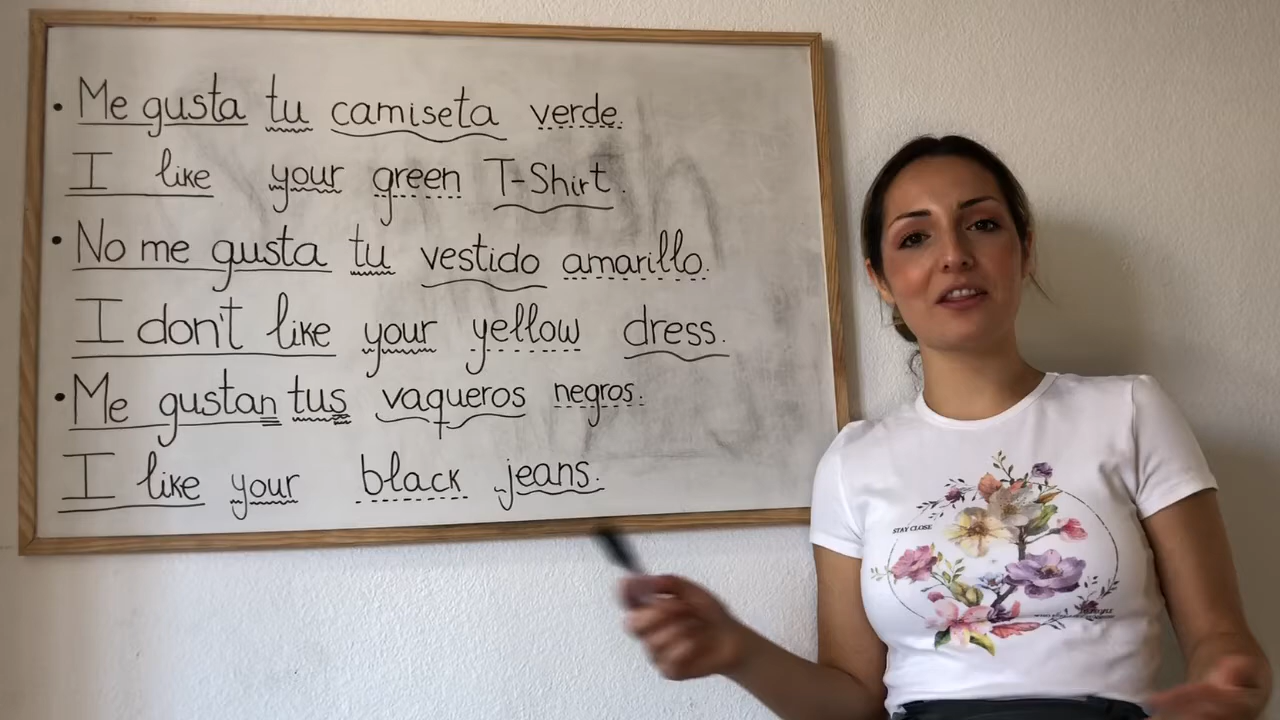 • Me gusta tu camiseta verde.
I like your green T-Shirt.
• No me gusta tu vestido amarillo.
I don't like your yellow dress.
• Me gustan tus vaqueros negros.
I like your black jeans.
STAY CLOSE